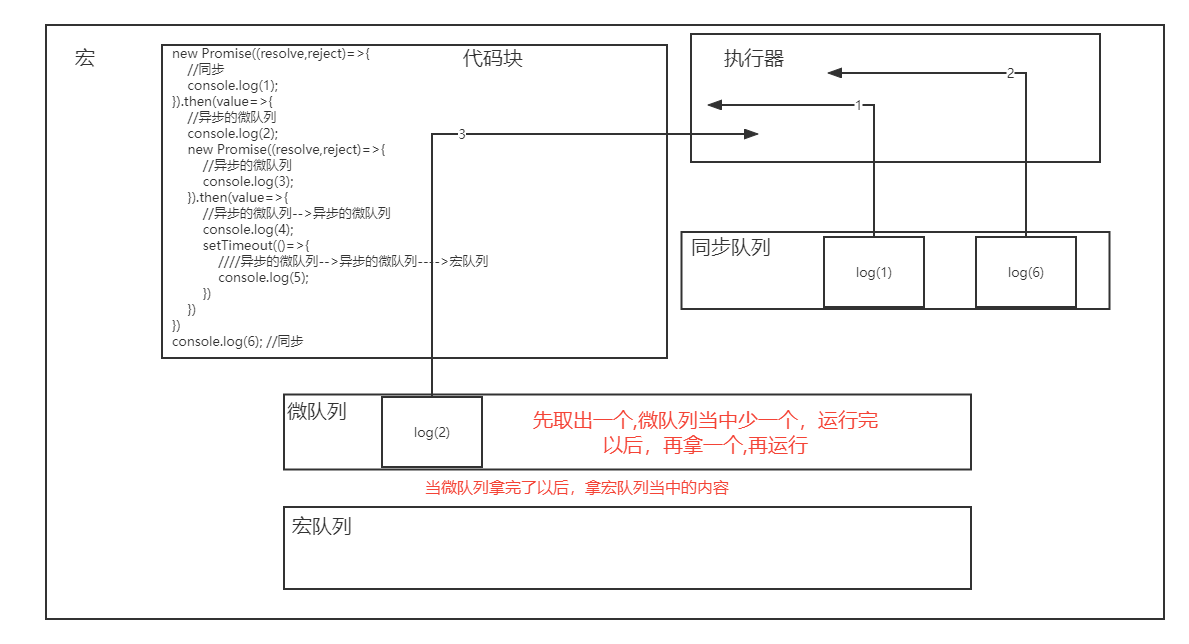 宏
代码块
new Promise((resolve,reject)=>{
//同步
console.log(1);
}).then(value=>{
//异步的微队列
console.log(2);
new Promise((resolve,reject)=>{
//异步的微队列
console.log(3);
}).then(value=>{
//异步的微队列-->异步的微队列
console.log(4);
setTimeout(()=>{
////异步的微队列-->异步的微队列---->宏队列
console.log(5);
})
})
})
console.log(6); //同步
执行器
2
1
3
同步队列
log(1)
log(6)
微队列
log(2)
先取出一个,微队列当中少一个，运行完
以后，再拿一个,再运行
当微队列拿完了以后，拿宏队列当中的内容
宏队列